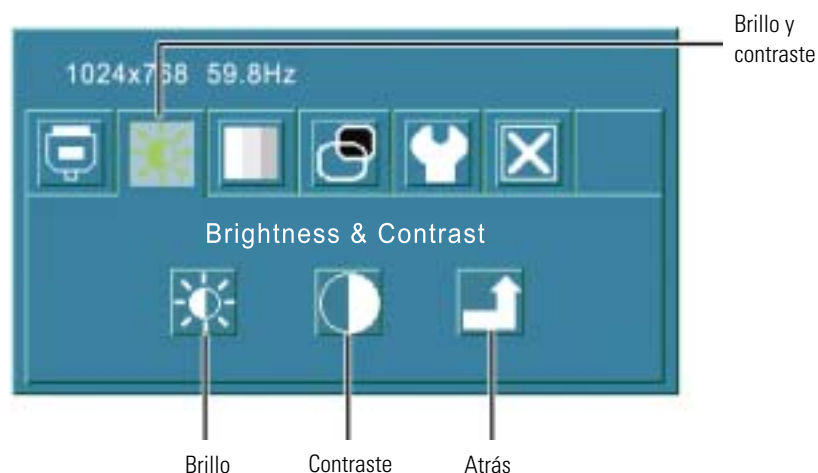 Brillo y
contraste
1024x768 59.8Hz
Brightness & Contrast
Brillo Contraste Atrás